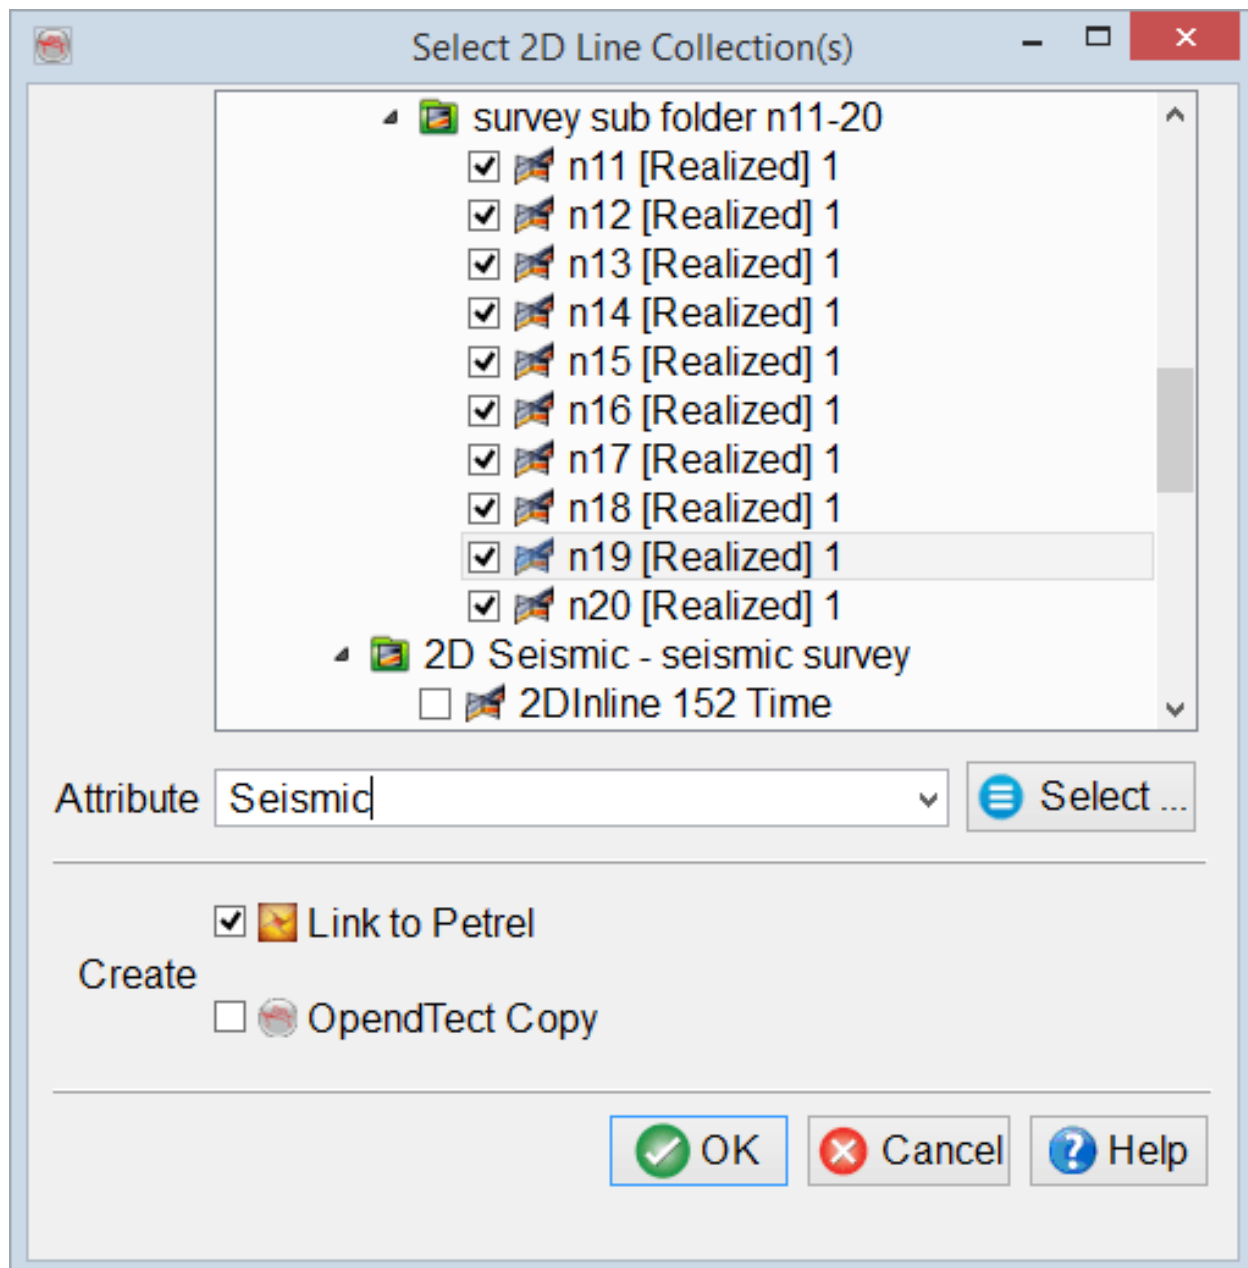 Select 2D Line Collection(s)
survey sub folder n11-20
n11 [Realized] 1
n12 [Realized] 1
n13 [Realized] 1
n14 [Realized] 1
n15 [Realized] 1
n16 [Realized] 1
n17 [Realized] 1
n18 [Realized] 1
n19 [Realized] 1
n20 [Realized] 1
2D Seismic - seismic survey
2DInline 152 Time
Attribute Seismic Select ...
Link to Petrel
Create
OpendTect Copy
OK Cancel Help